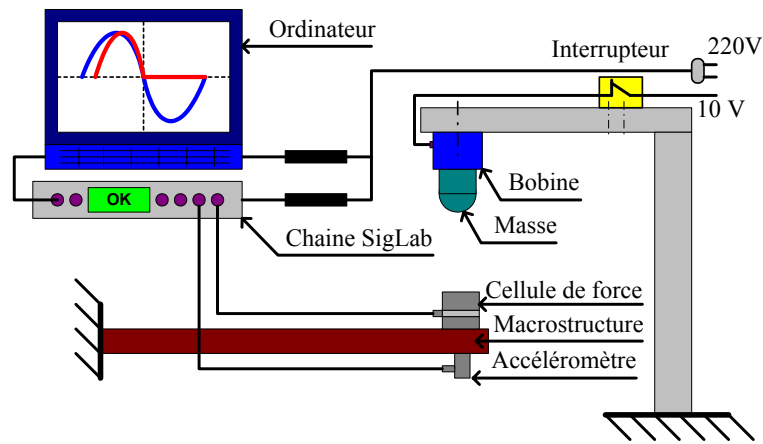 Ordinateur
Interrupteur
220V
10 V
OK
Bobine
Masse
Chaine SigLab
Cellule de force
Macrostructure
Accéléromètre